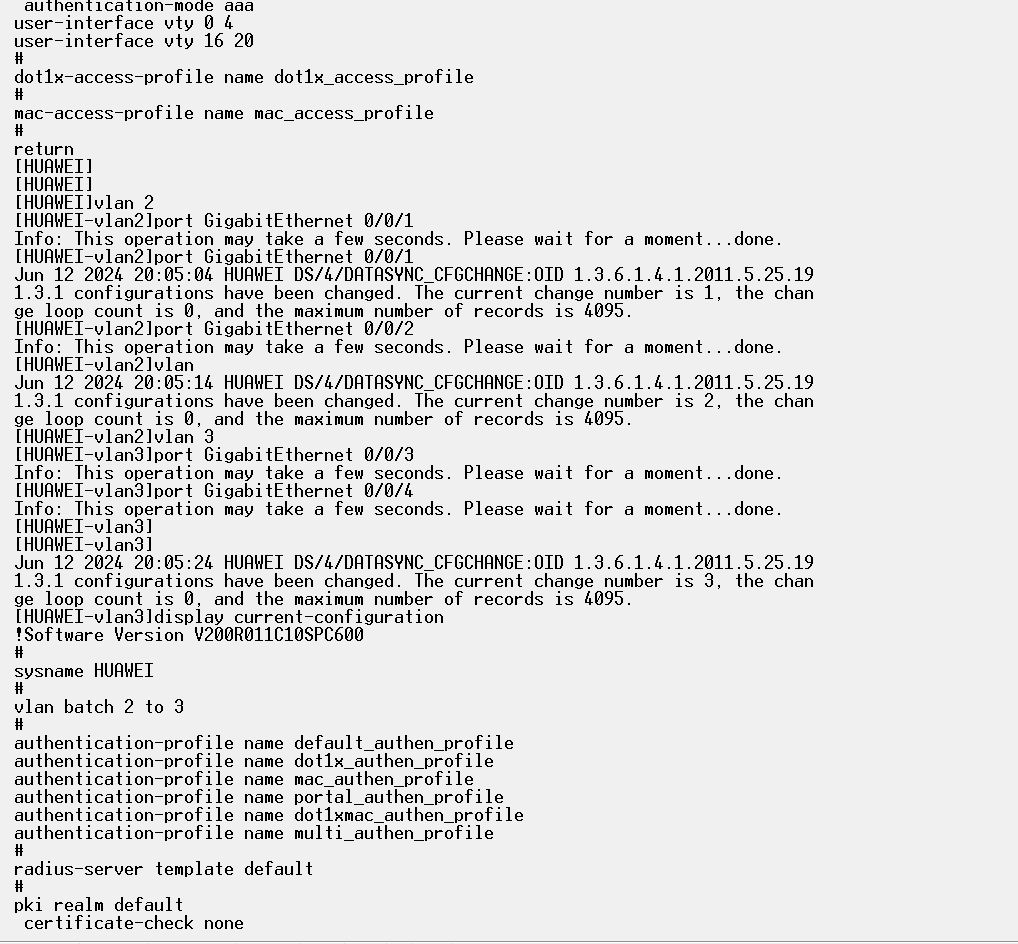 authentication-mode aaa
user-interface vty 0 4
user-interface vty 16 20
#
dot1x-access-profile name dot1x_access_profile
#
mac-access-profile name mac_access_profile
#
return
[HUAWEI]
[HUAWEI]
[HUAWEI]vlan 2
[HUAWEI-vlan2]port GigabitEthernet 0/0/1
Info: This operation may take a few seconds. Please wait for a moment...done.
[HUAWEI-vlan2]port GigabitEthernet 0/0/1
Jun 12 2024 20:05:04 HUAWEI DS/4/DATASYNC_CFGCHANGE:OID 1.3.6.1.4.1.2011.5.25.19
1.3.1 configurations have been changed. The current change number is 1, the chan
ge loop count is 0, and the maximum number of records is 4095.
[HUAWEI-vlan2]port GigabitEthernet 0/0/2
Info: This operation may take a few seconds. Please wait for a moment...done.
[HUAWEI-vlan2]vlan
Jun 12 2024 20:05:14 HUAWEI DS/4/DATASYNC_CFGCHANGE:OID 1.3.6.1.4.1.2011.5.25.19
1.3.1 configurations have been changed. The current change number is 2, the chan
ge loop count is 0, and the maximum number of records is 4095.
[HUAWEI-vlan2]vlan 3
[HUAWEI-vlan3]port GigabitEthernet 0/0/3
Info: This operation may take a few seconds. Please wait for a moment...done.
[HUAWEI-vlan3]port GigabitEthernet 0/0/4
Info: This operation may take a few seconds. Please wait for a moment...done.
[HUAWEI-vlan3]
[HUAWEI-vlan3]
Jun 12 2024 20:05:24 HUAWEI DS/4/DATASYNC_CFGCHANGE:OID 1.3.6.1.4.1.2011.5.25.19
1.3.1 configurations have been changed. The current change number is 3, the chan
ge loop count is 0, and the maximum number of records is 4095.
[HUAWEI-vlan3]display current-configuration
!Software Version V200R011C10SPC600
#
sysname HUAWEI
#
vlan batch 2 to 3
#
authentication-profile name default_authen_profile
authentication-profile name dot1x_authen_profile
authentication-profile name mac_authen_profile
authentication-profile name portal_authen_profile
authentication-profile name dot1xmac_authen_profile
authentication-profile name multi_authen_profile
#
radius-server template default
#
pki realm default
 certificate-check none